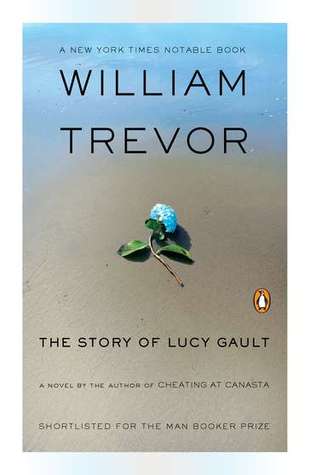 A NEW YORK TIMES NOTABLE BOOK
WILLIAM
TREVOR
THE STORY OF LUCY GAULT
A NOVEL BY THE AUTHOR OF CHEATING AT CANASTA
SHORTLISTED FOR THE MAN BOOKER PRIZE